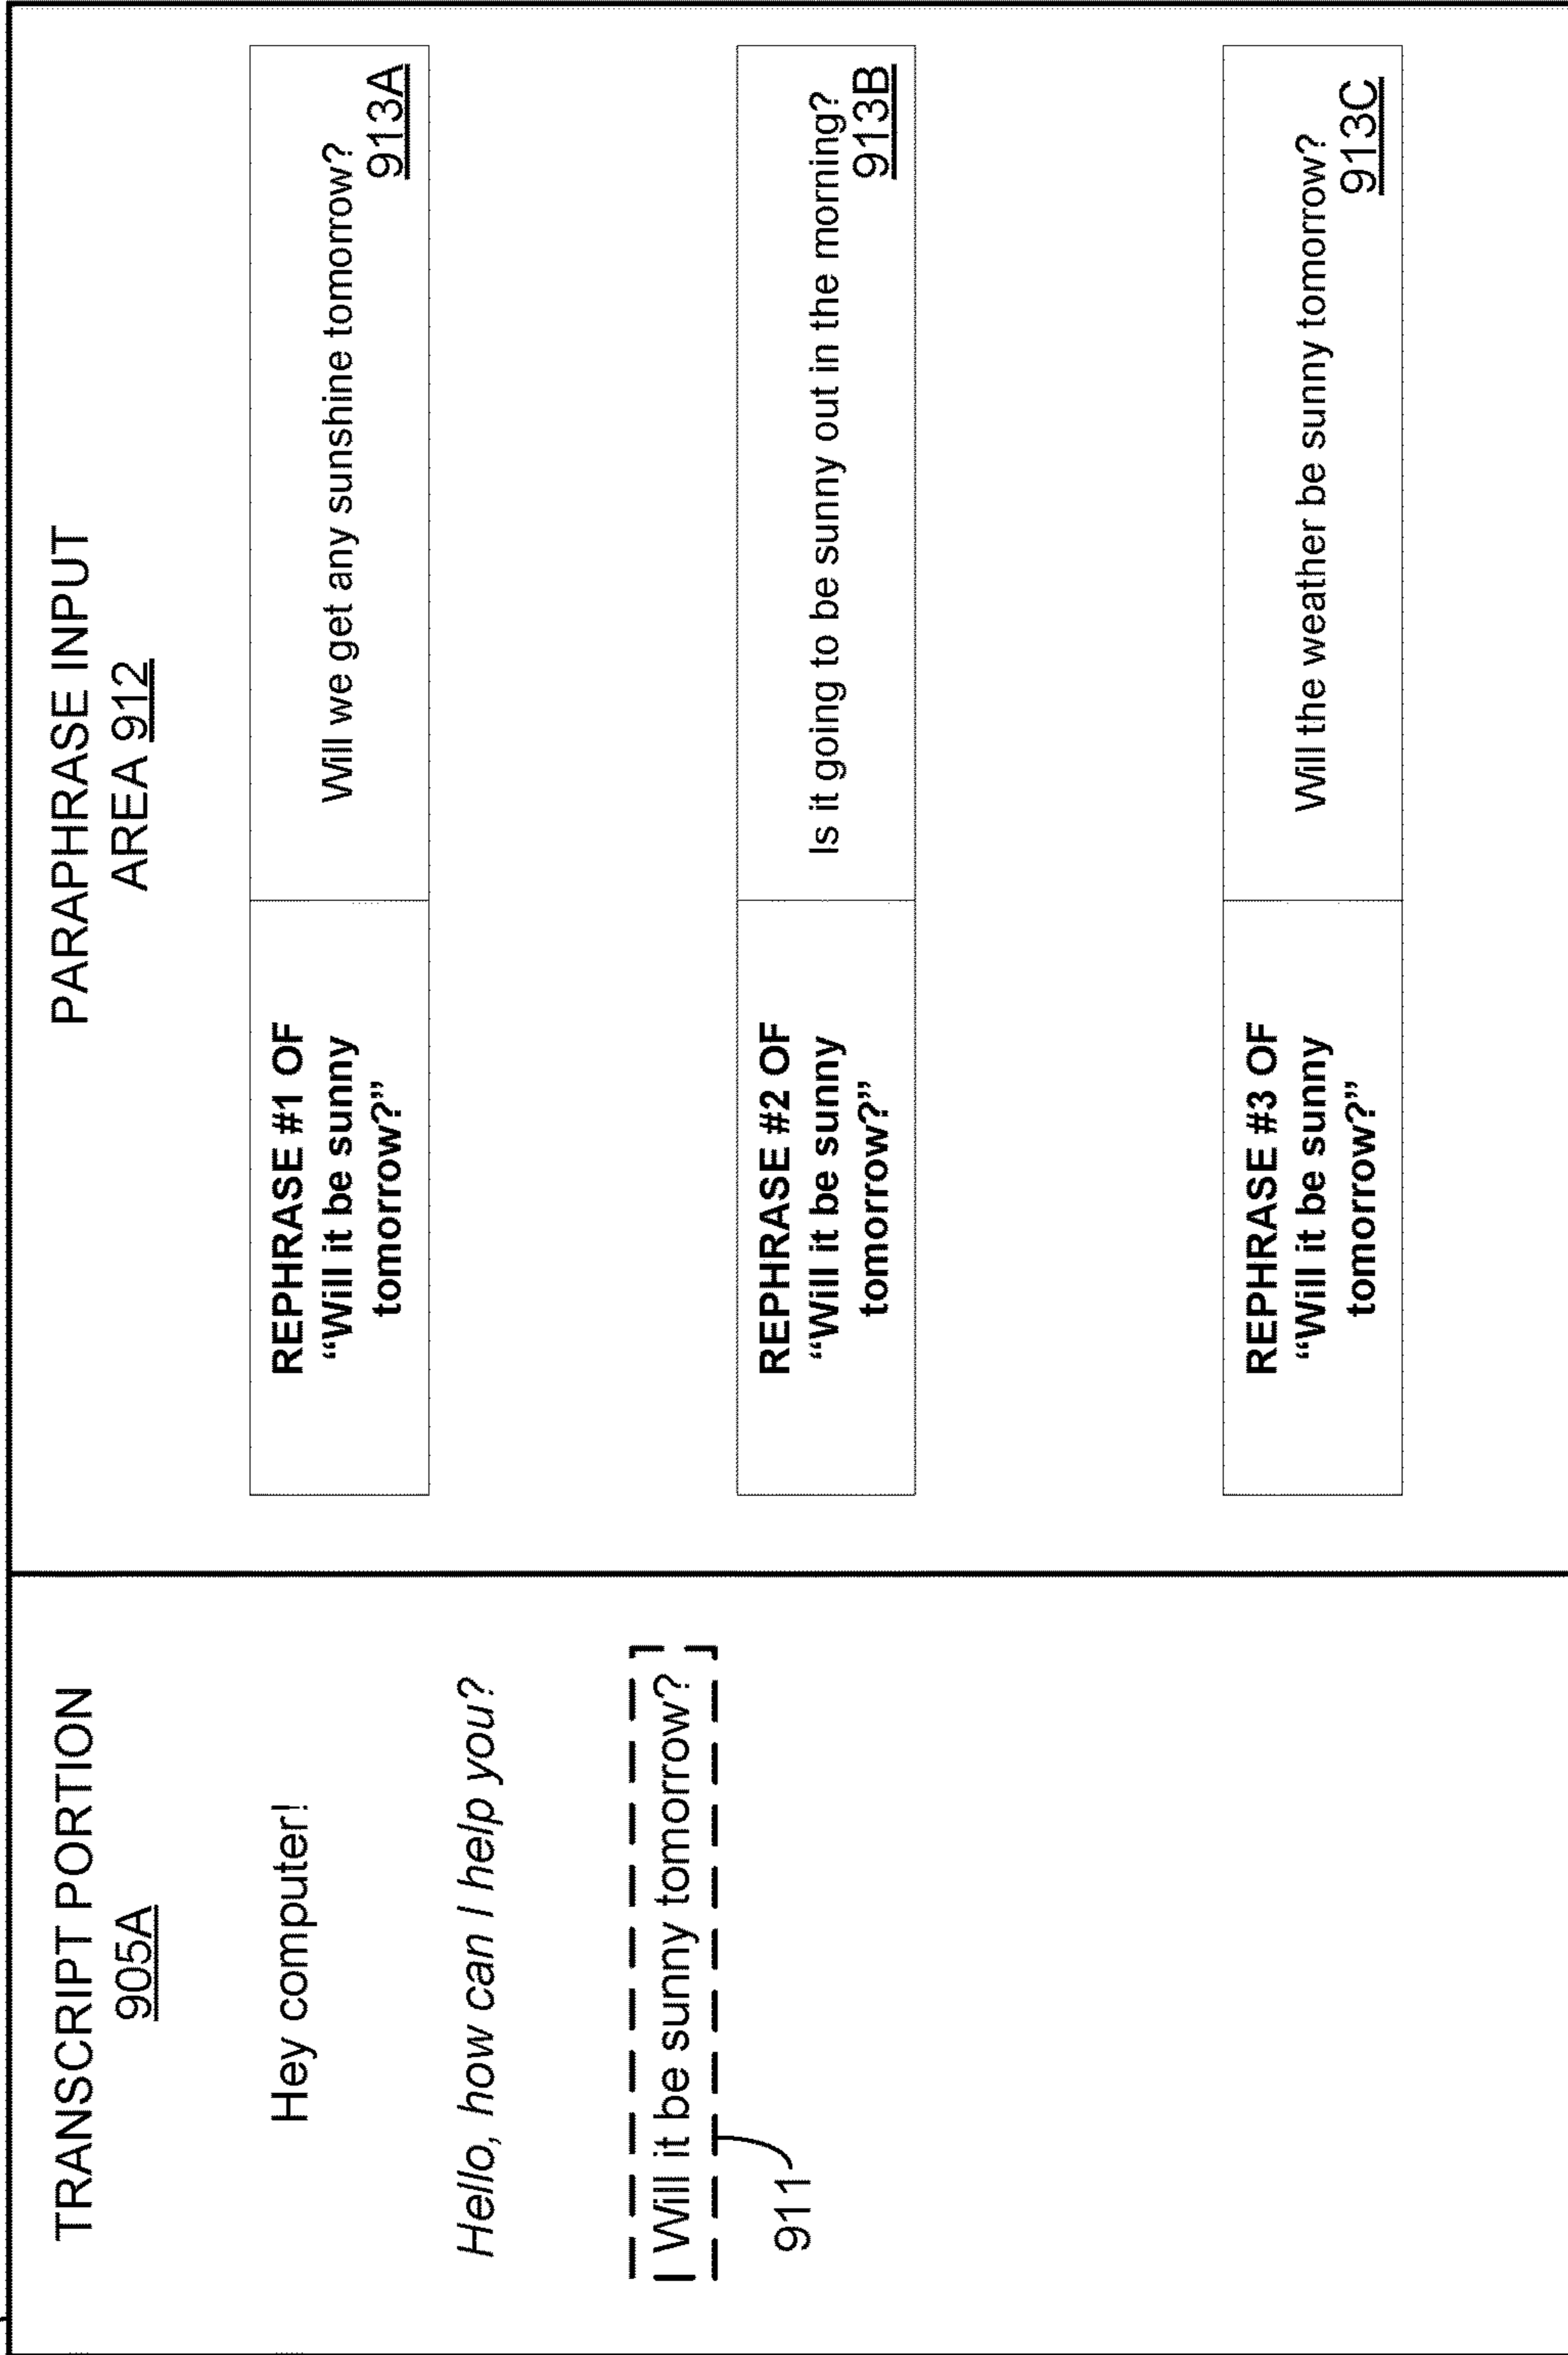 TRANSCRIPT PORTION
905A
Hey computer!
Hello, how can I help you?
Will it be sunny tomorrow?
911
PARAPHRASE INPUT
AREA 912
REPHRASE #1 OF
“Will it be sunny
tomorrow?”
Will we get any sunshine tomorrow?
913A
REPHRASE #2 OF
“Will it be sunny
tomorrow?”
Is it going to be sunny out in the morning?
913B
REPHRASE #3 OF
“Will it be sunny
tomorrow?”
Will the weather be sunny tomorrow?
913C